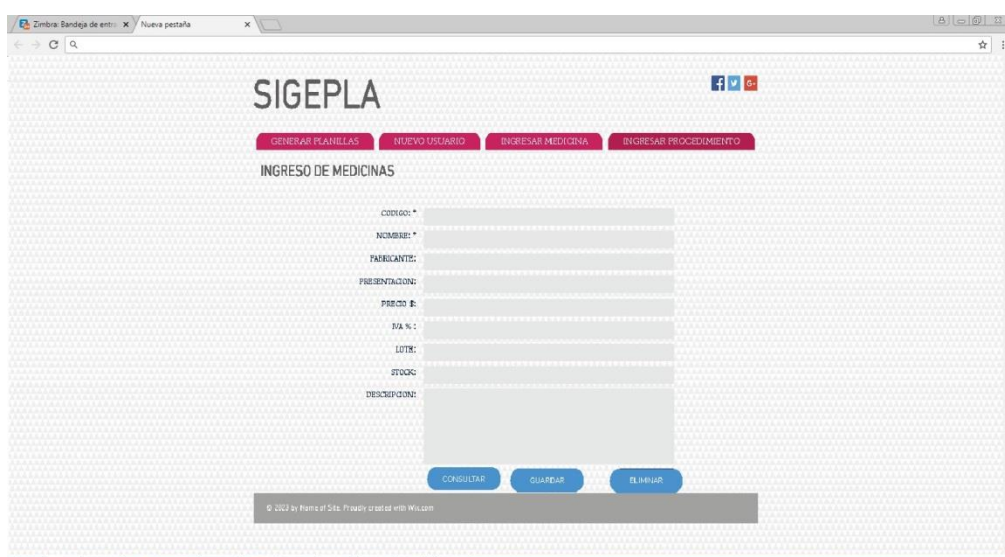 Zimbra: Bandeja de entr Nueva pestaña
SIGEPLA
GENERAR PLANILLAS NUEVO USUARIO INGRESAR MEDICINA INGRESAR PROCEDIMIENTO
INGRESO DE MEDICINAS
CODIGO: *
NOMBRE: *
FABRICANTE:
PRESENTACION:
PRECIO $:
IVA % :
LOTE:
STOCK:
DESCRIPCION:
CONSULTAR GUARDAR ELIMINAR
© 2023 by Name of Site. Proudly created with Wix.com